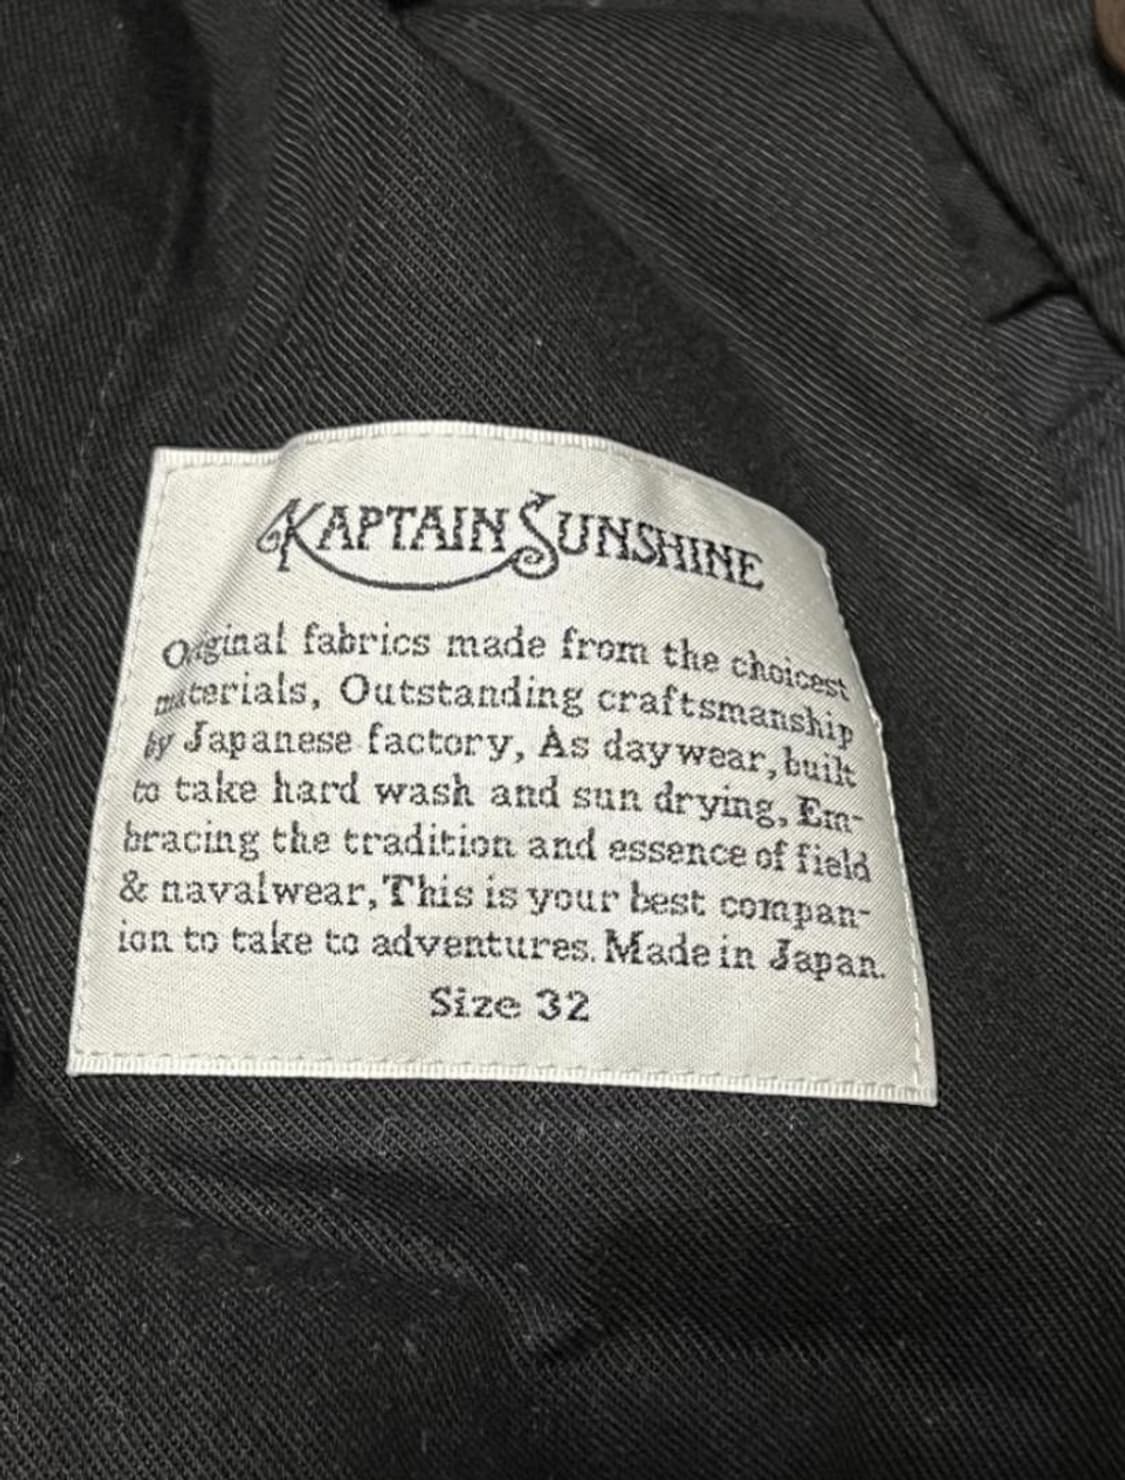 KAPTAIN SUNSHINE
Original fabrics made from the choicest
materials, Outstanding craftsmanship
by Japanese factory, As daywear, built
to take hard wash and sun drying, Em-
bracing the tradition and essence of field
& navalwear, This is your best compan-
ion to take to adventures. Made in Japan.
Size 32